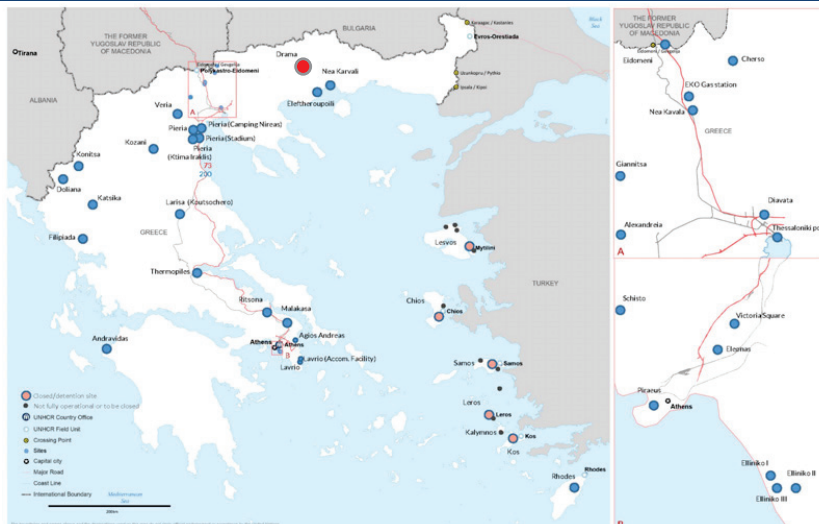 BULGARIA
Black
Sea
THE FORMER
YUGOSLAV REPUBLIC
OF MACEDONIA
Tirana
ALBANIA
Evros-Orestiada
Drama
Polykastro-Eidomeni
Nea Karvali
Eleftheroupoili
A
Veria
Pieria
Pieria (Camping Nireas)
Pieria (Stadium)
Pieria
(Ktima Iraklis)
73
200
Kozani
Konitsa
Doliana
Katsika
Filipiada
Larisa (Koutsochero)
GREECE
Thermopiles
Ritsona
Malakasa
Agios Andreas
Athens
Athens
B
Lavrio (Accom. Facility)
Lavrio
Andravidas
Lesvos
Mytilini
TURKEY
Chios
Chios
Samos
Samos
Leros
Leros
Kalymnos
Kos
Kos
Rhodes
Rhodes
Closed/detention site
Not fully operational or to be closed
UNHCR Country Office
UNHCR Field Unit
Crossing Point
Sites
Capital city
Major Road
Coast Line
International Boundary
Mediterranean
Sea
THE FORMER
YUGOSLAV REPUBLIC
OF MACEDONIA
Eidomeni
Cherso
EKO Gas station
Nea Kavala
GREECE
Giannitsa
Diavata
Alexandreia
Thessaloniki po
A
Schinto
Victoria Square
Eleonas
Piraeus
Athens
Elliniko I
Elliniko II
Elliniko III